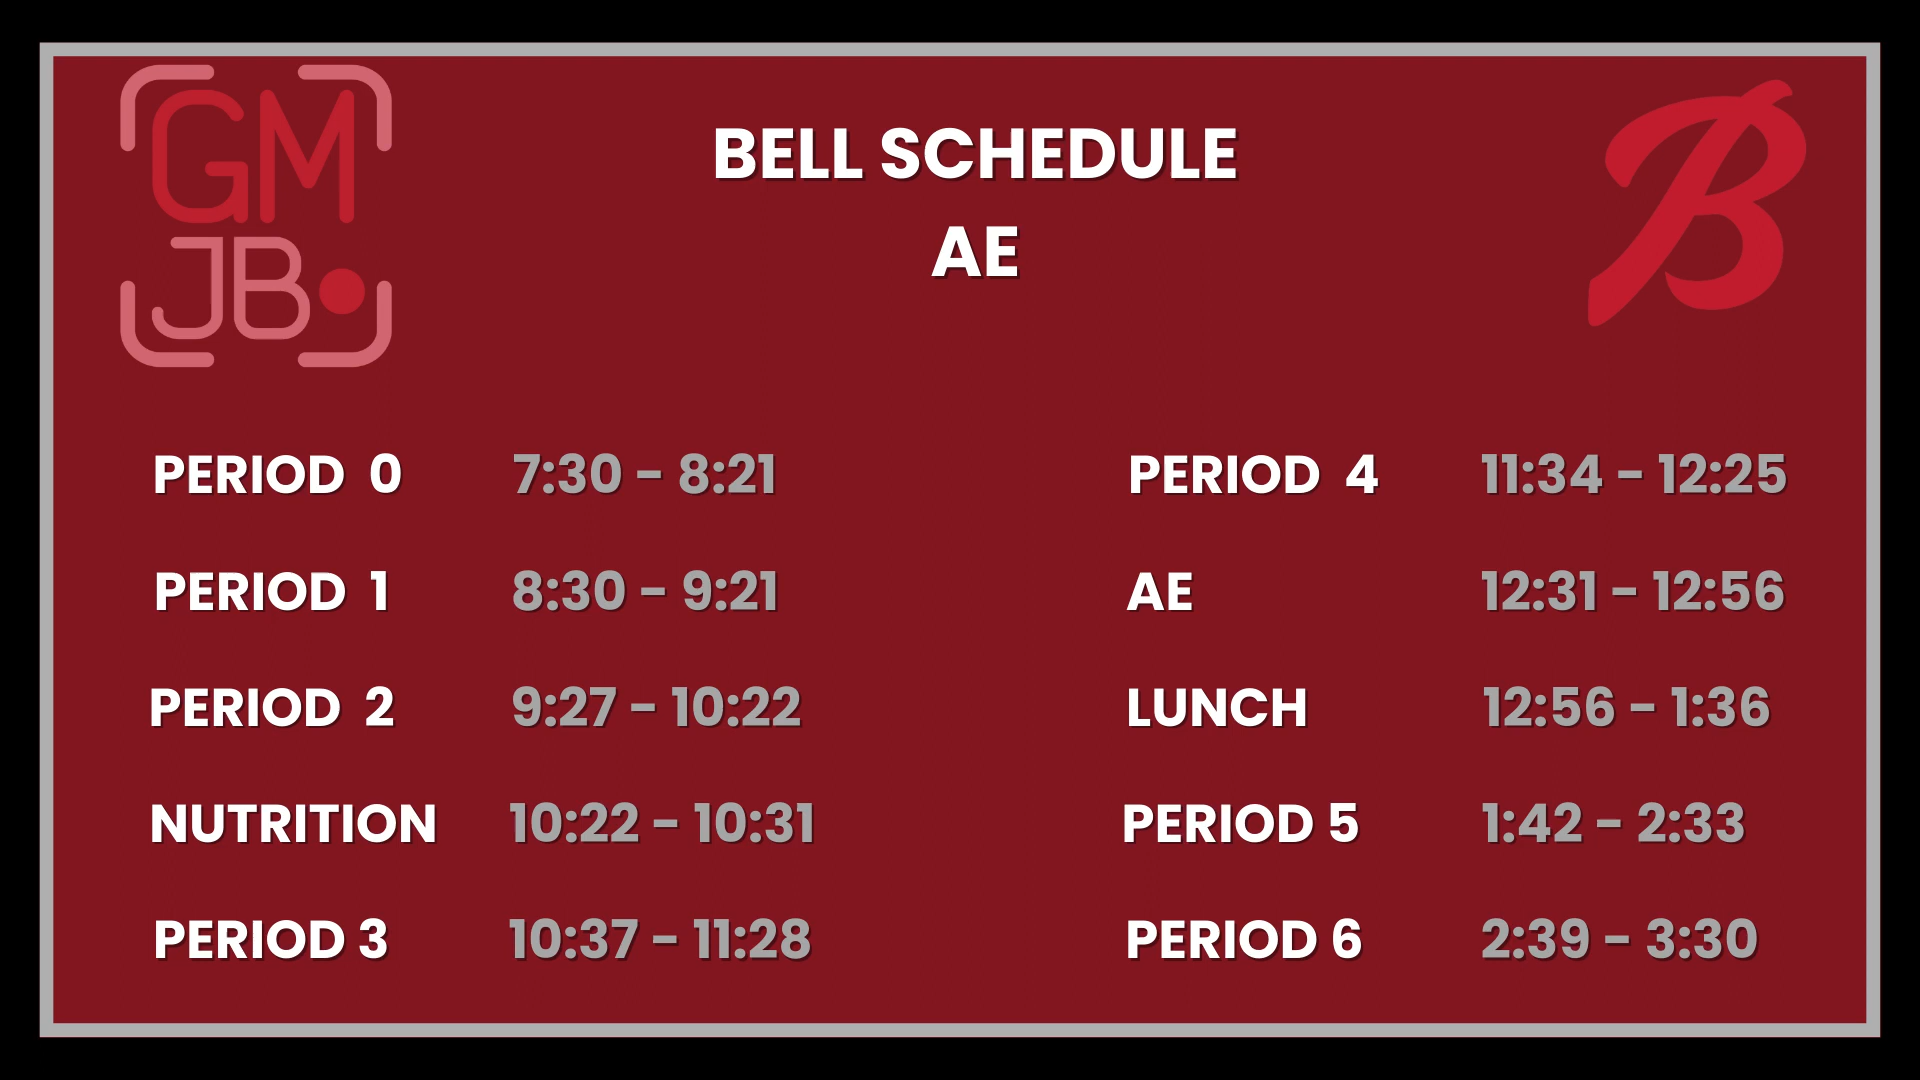 GM
JB
B
BELL SCHEDULE
AE
PERIOD 0 7:30 - 8:21
PERIOD 1 8:30 - 9:21
PERIOD 2 9:27 - 10:22
NUTRITION 10:22 - 10:31
PERIOD 3 10:37 - 11:28
PERIOD 4 11:34 - 12:25
AE 12:31 - 12:56
LUNCH 12:56 - 1:36
PERIOD 5 1:42 - 2:33
PERIOD 6 2:39 - 3:30